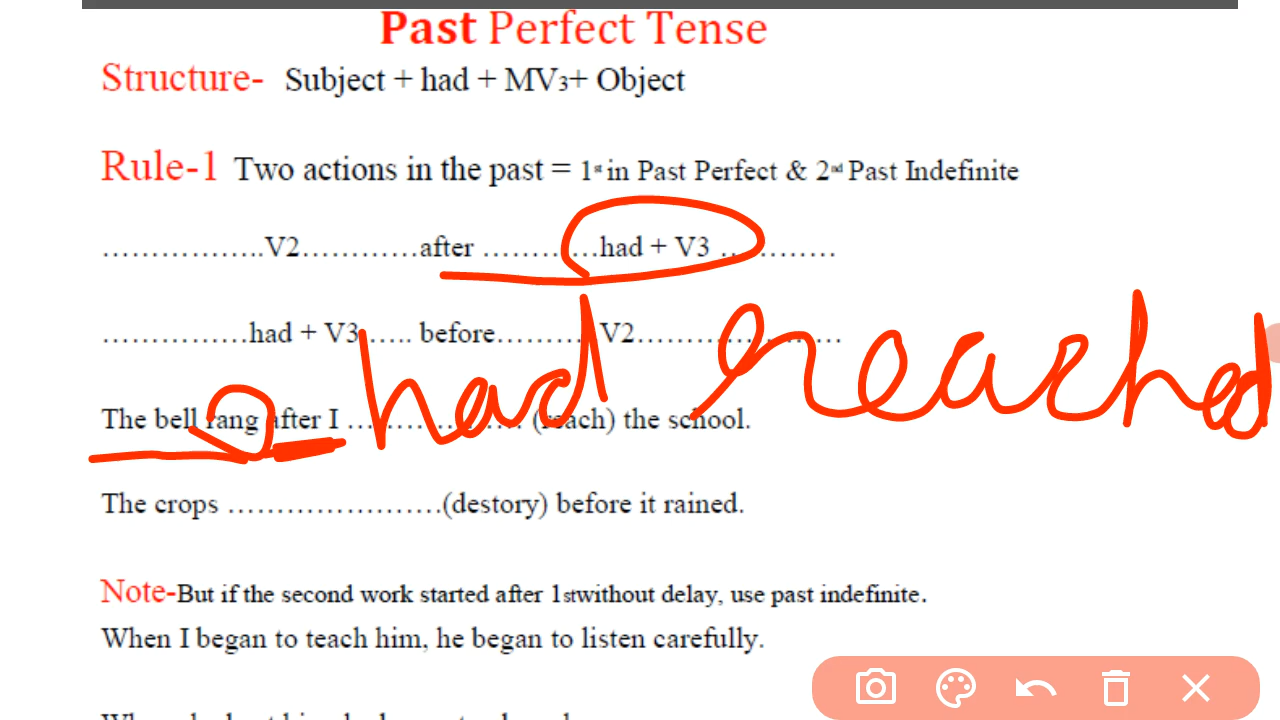 Past Perfect Tense
Structure- Subject + had + MV3+ Object
Rule-1 Two actions in the past = 1st in Past Perfect & 2nd Past Indefinite
……………..V2…………after …………had + V3 …………
……………had + V3…… before……… V2…………………
had reached
The bell rang after I ……………… (reach) the school.
The crops ………………….(destory) before it rained.
Note-But if the second work started after 1stwithout delay, use past indefinite.
When I began to teach him, he began to listen carefully.